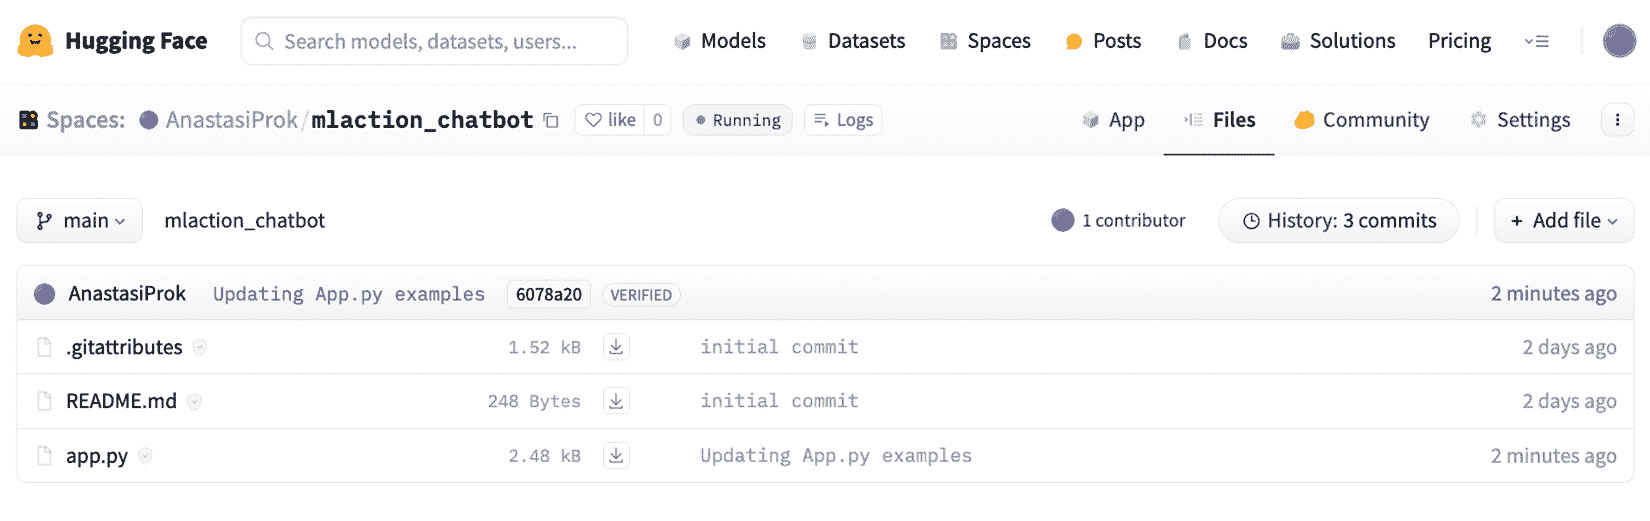 Hugging Face Search models, datasets, users... Models Datasets Spaces Posts Docs Solutions Pricing
Spaces: AnastasiProk/mlaction_chatbot like 0 Running Logs App Files Community Settings
main mlaction_chatbot 1 contributor History: 3 commits + Add file
AnastasiProk Updating App.py examples 6078a20 VERIFIED 2 minutes ago
.gitattributes 1.52 kB initial commit 2 days ago
README.md 248 Bytes initial commit 2 days ago
app.py 2.48 kB Updating App.py examples 2 minutes ago